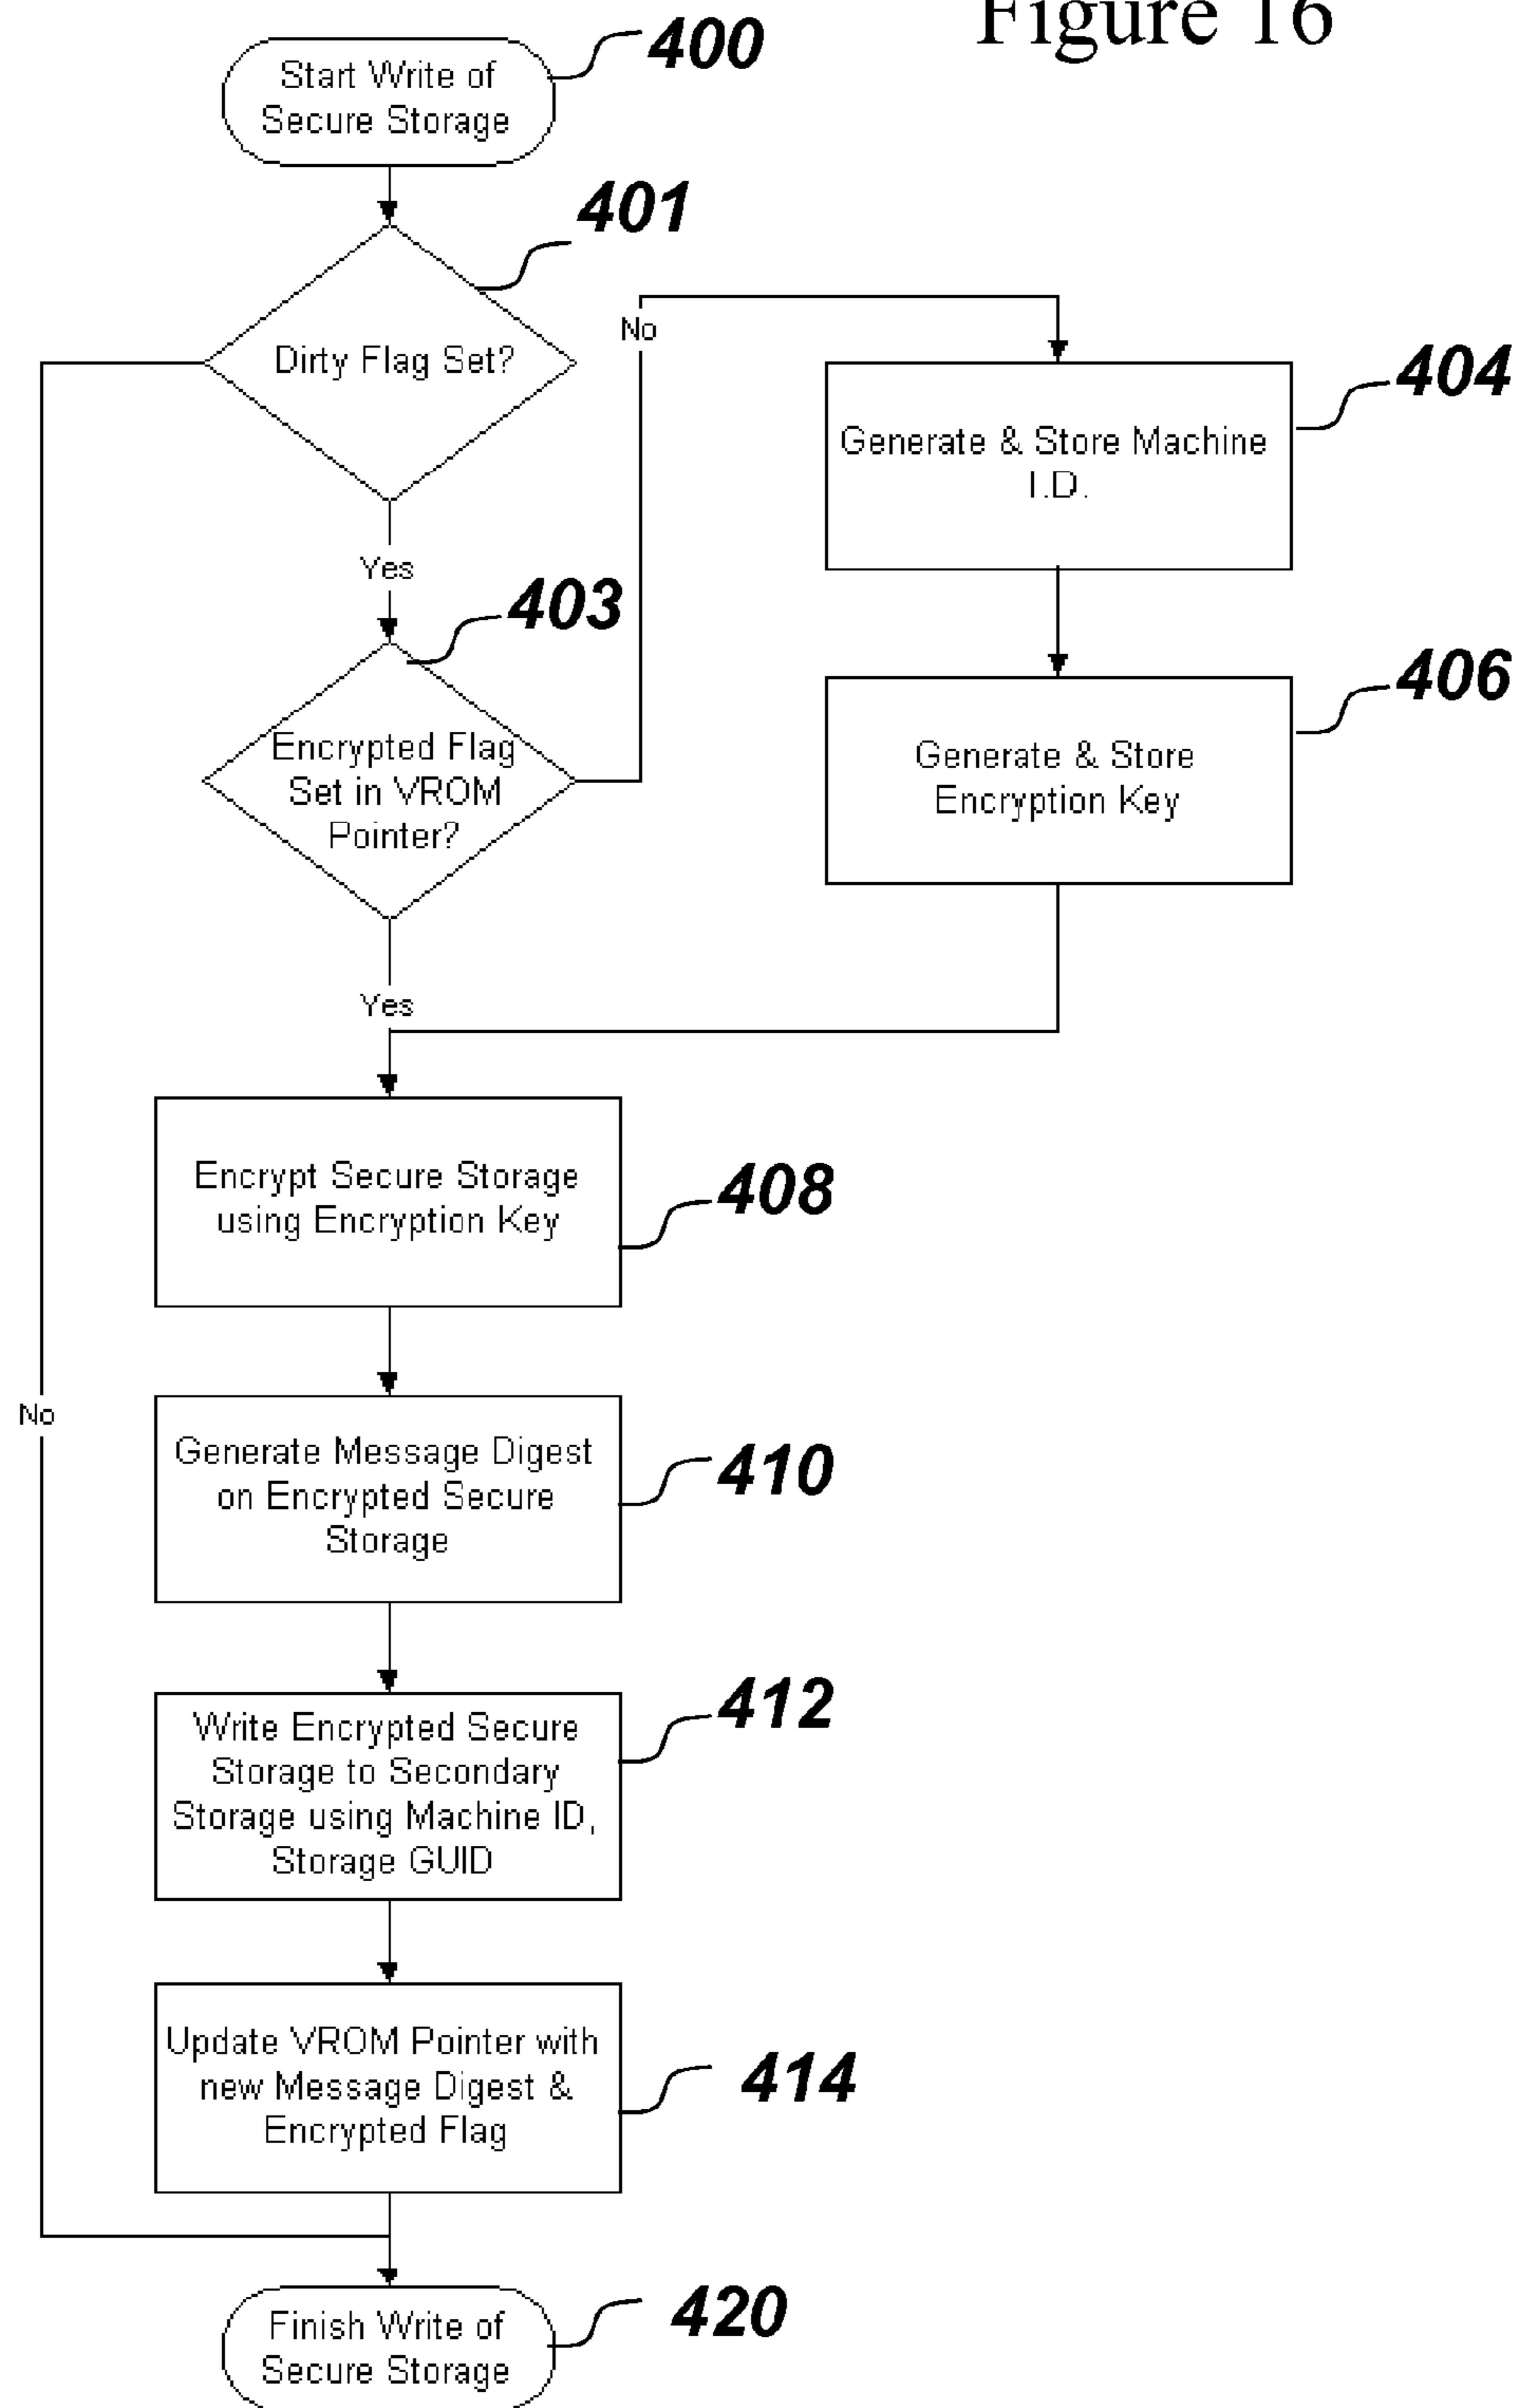 Figure 16
400
Start Write of
Secure Storage
401
Dirty Flag Set?
No
404
Generate & Store Machine
I.D.
Yes
403
406
Encrypted Flag
Set in VROM
Pointer?
Generate & Store
Encryption Key
Yes
408
Encrypt Secure Storage
using Encryption Key
No
410
Generate Message Digest
on Encrypted Secure
Storage
412
Write Encrypted Secure
Storage to Secondary
Storage using Machine ID,
Storage GUID
414
Update VROM Pointer with
new Message Digest &
Encrypted Flag
420
Finish Write of
Secure Storage